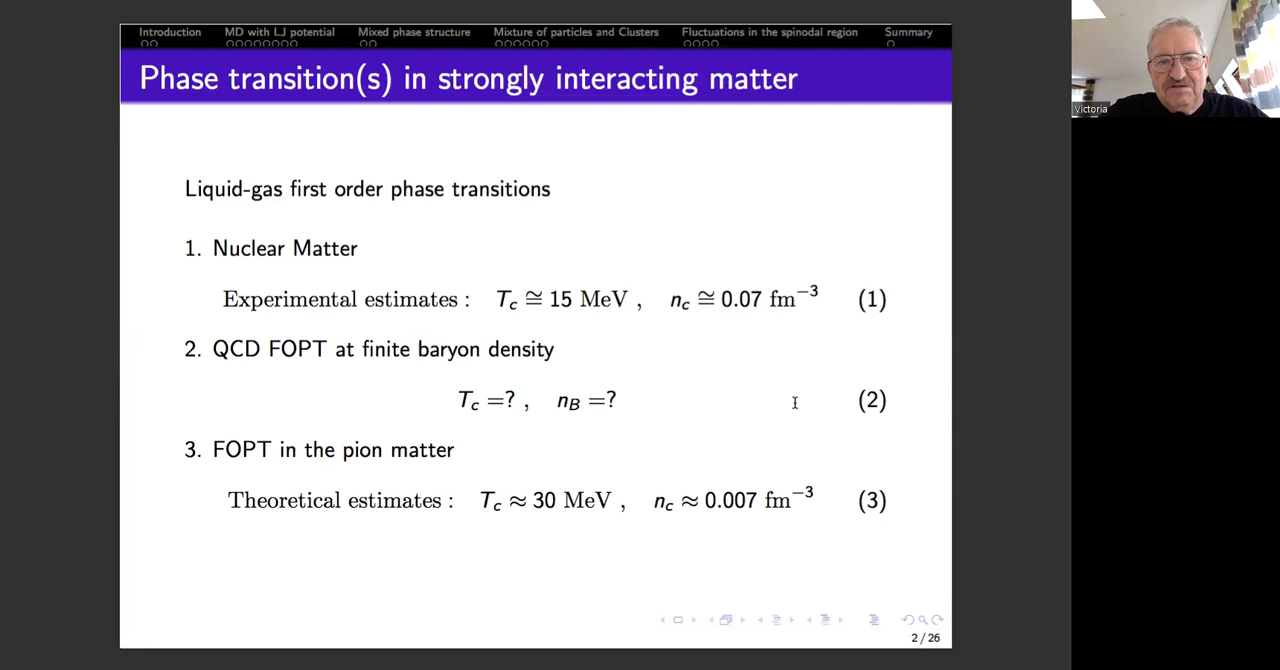 Introduction MD with LJ potential Mixed phase structure Mixture of particles and Clusters Fluctuations in the spinodal region Summary
Phase transition(s) in strongly interacting matter
Liquid-gas first order phase transitions
1. Nuclear Matter
Experimental estimates : T_c ≅ 15 MeV , n_c ≅ 0.07 fm⁻³ (1)
2. QCD FOPT at finite baryon density
T_c =? , n_B =? (2)
3. FOPT in the pion matter
Theoretical estimates : T_c ≈ 30 MeV , n_c ≈ 0.007 fm⁻³ (3)
2 / 26
Victoria